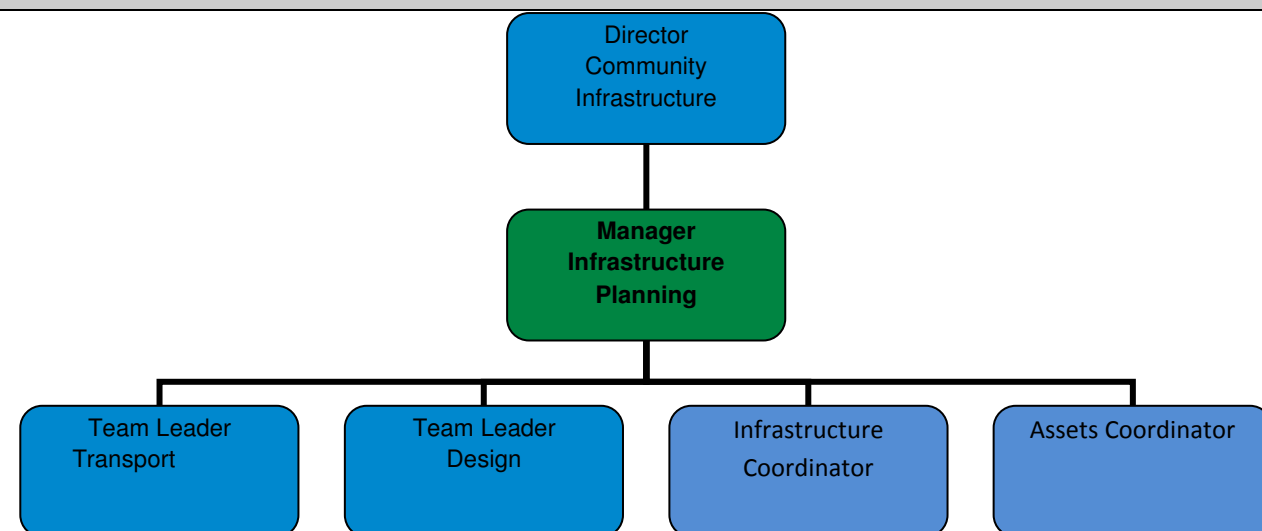 Director
Community
Infrastructure
Manager
Infrastructure
Planning
Team Leader
Transport
Team Leader
Design
Infrastructure
Coordinator
Assets Coordinator